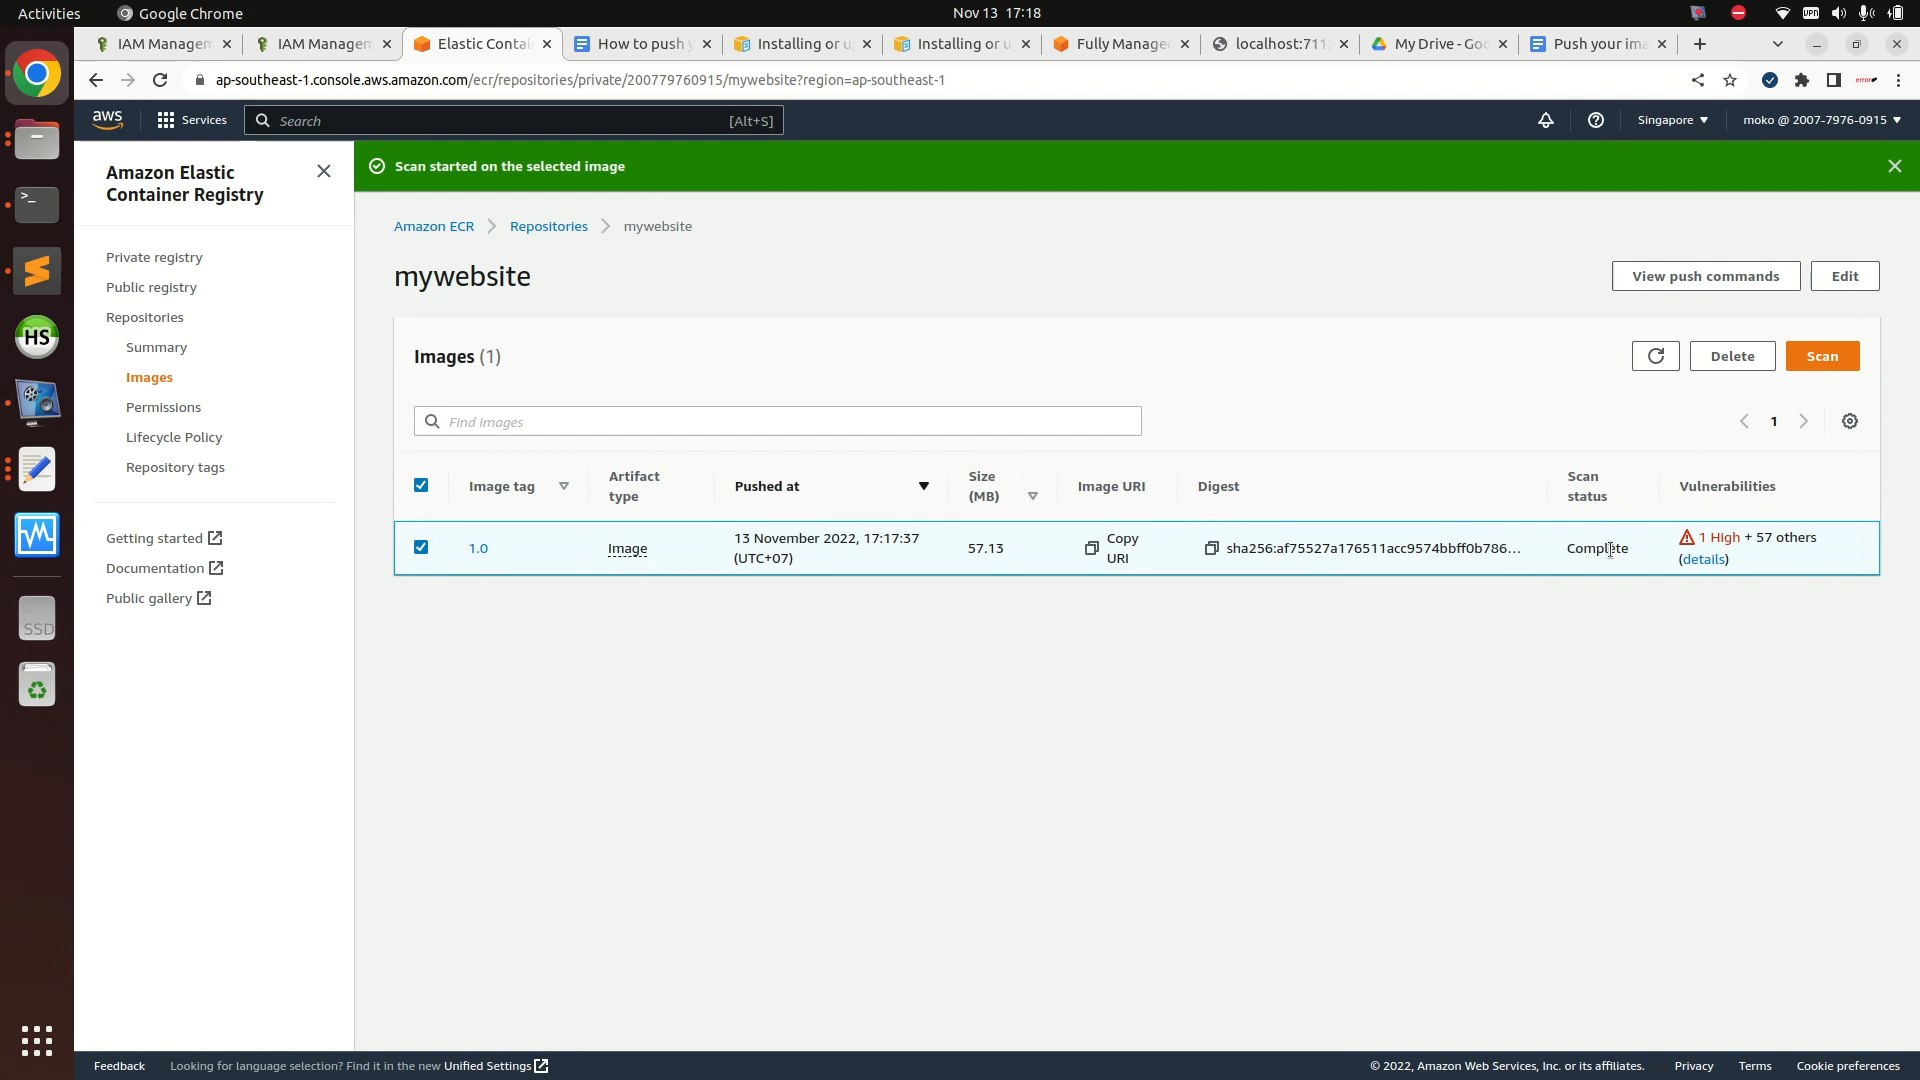 Activities
Google Chrome
Nov 13 17:18
VPN
IAM Managem
IAM Managem
Elastic Contai
How to push y
Installing or u
Installing or u
Fully Manage
localhost:711
My Drive - Goo
Push your ima
ap-southeast-1.console.aws.amazon.com/ecr/repositories/private/200779760915/mywebsite?region=ap-southeast-1
error
aws
Services
Search
[Alt+S]
Singapore
moko @ 2007-7976-0915
Amazon Elastic
Container Registry
Private registry
Public registry
Repositories
Summary
Images
Permissions
Lifecycle Policy
Repository tags
Getting started
Documentation
Public gallery
Scan started on the selected image
Amazon ECR
Repositories
mywebsite
mywebsite
View push commands
Edit
Images (1)
Delete
Scan
Find images
1
Image tag
Artifact
type
Pushed at
Size
(MB)
Image URI
Digest
Scan
status
Vulnerabilities
1.0
Image
13 November 2022, 17:17:37
(UTC+07)
57.13
Copy
URI
sha256:af75527a176511acc9574bbff0b786...
Complete
1 High + 57 others
(details)
>_
HS
SSD
Feedback
Looking for language selection? Find it in the new Unified Settings
© 2022, Amazon Web Services, Inc. or its affiliates.
Privacy
Terms
Cookie preferences